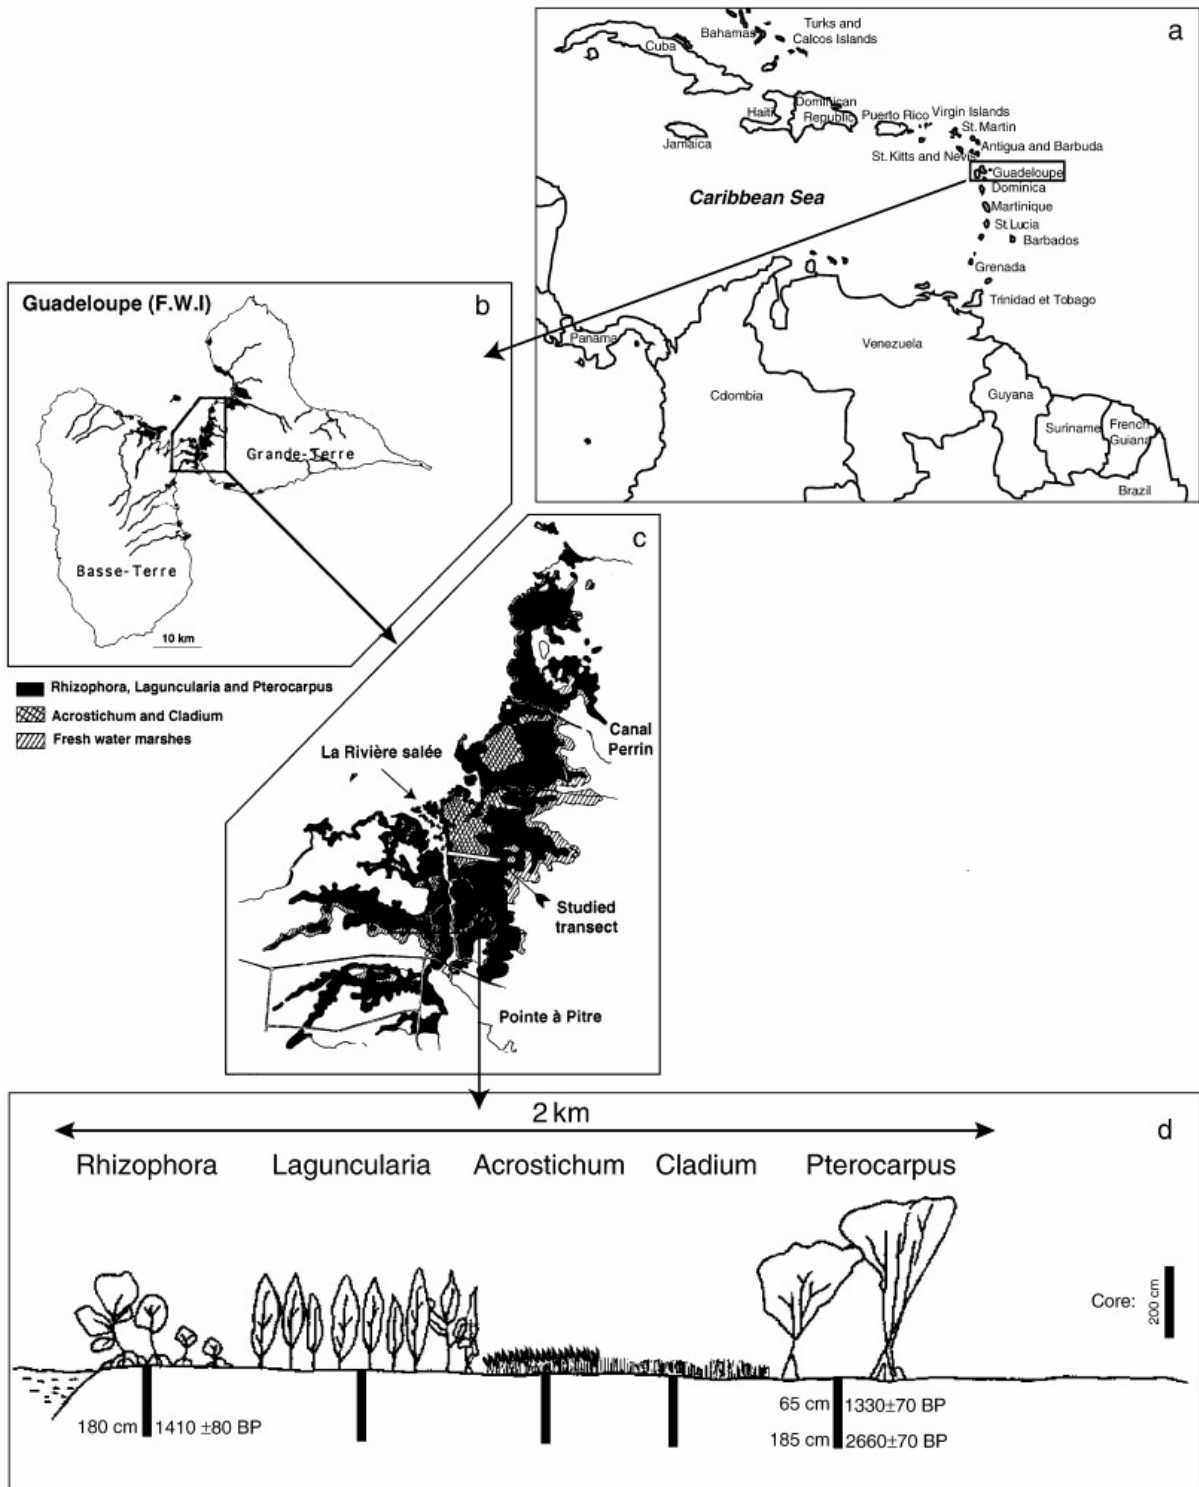 a
Bahamas
Turks and
Calcos Islands
Cuba
Haiti
Dominican
Republic
Puerto Rico
Virgin Islands
St. Martin
Jamaica
St. Kitts and Nevis
Antigua and Barbuda
Guadeloupe
Dominica
Caribbean Sea
Martinique
St. Lucia
Barbados
Grenada
Trinidad et Tobago
Panama
Venezuela
Cdombia
Guyana
Suriname
French
Guiana
Brazil
Guadeloupe (F.W.I)
b
Grande-Terre
Basse-Terre
10 km
c
Rhizophora, Laguncularia and Pterocarpus
Acrostichum and Cladium
Fresh water marshes
Canal
Perrin
La Rivière salée
Studied
transect
Pointe à Pitre
2 km
d
Rhizophora
Laguncularia
Acrostichum
Cladium
Pterocarpus
Core:
200 cm
180 cm
1410 ±80 BP
65 cm
1330±70 BP
185 cm
2660±70 BP